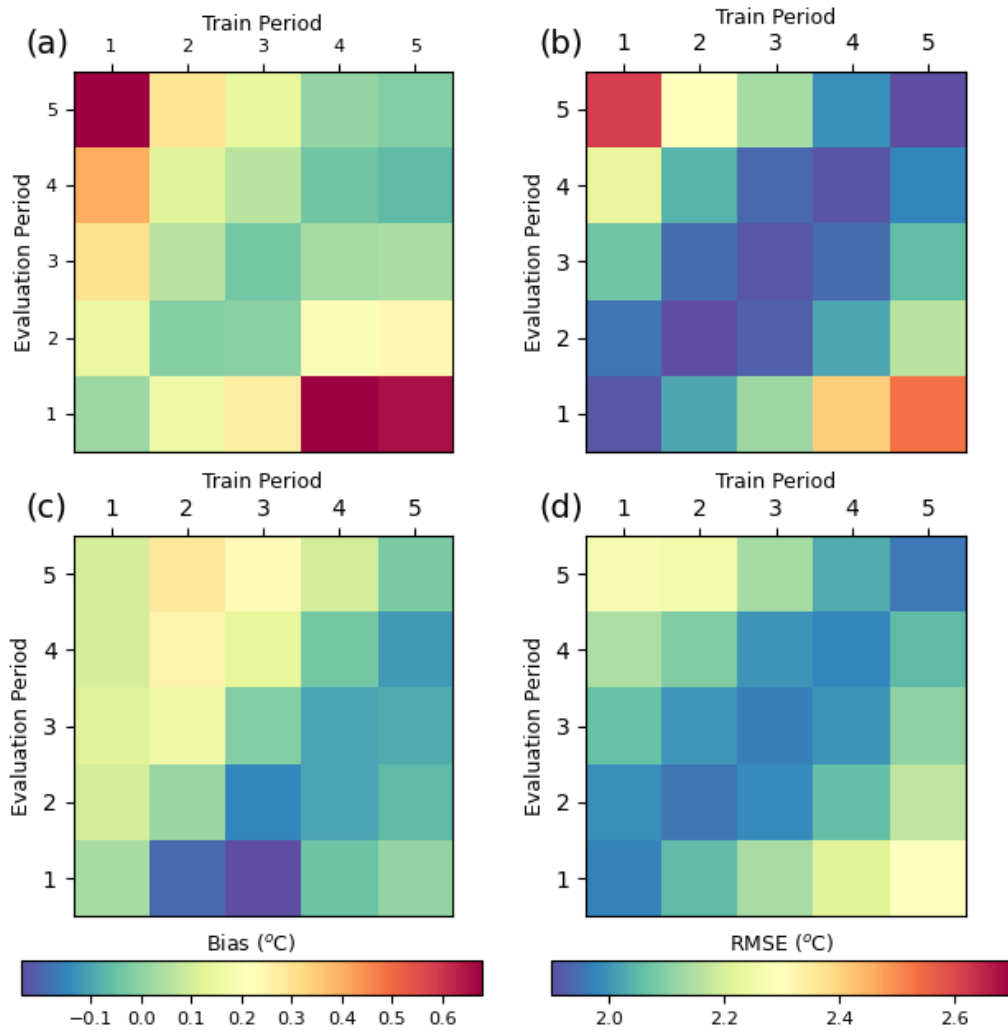 Train Period
Train Period
(a)
(b)
1 2 3 4 5
1 2 3 4 5
Evaluation Period
5
4
3
2
1
Evaluation Period
5
4
3
2
1
Train Period
Train Period
(c)
(d)
1 2 3 4 5
1 2 3 4 5
Evaluation Period
5
4
3
2
1
Evaluation Period
5
4
3
2
1
Bias (°C)
RMSE (°C)
−0.1 0.0 0.1 0.2 0.3 0.4 0.5 0.6
2.0 2.2 2.4 2.6